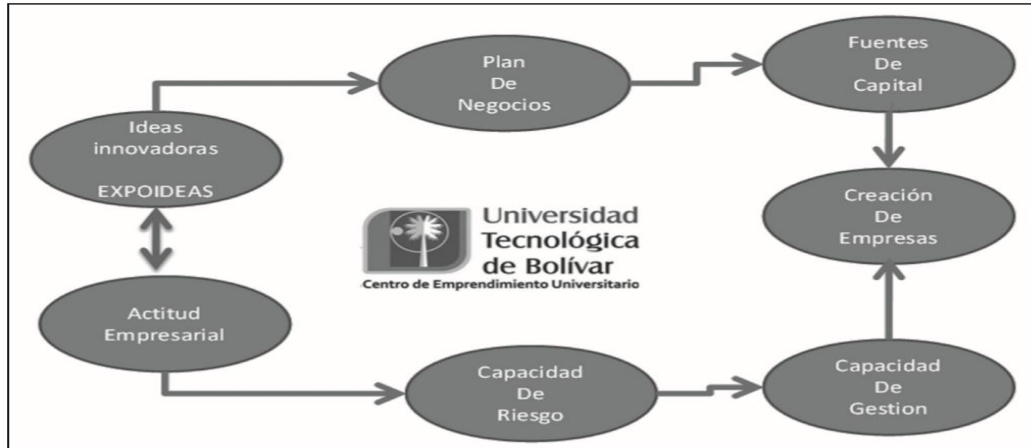 Plan
De
Negocios
Fuentes
De
Capital
Ideas
innovadoras
EXPOIDEAS
Creación
De
Empresas
Universidad
Tecnológica
de Bolívar
Centro de Emprendimiento Universitario
Actitud
Empresarial
Capacidad
De
Riesgo
Capacidad
De
Gestion